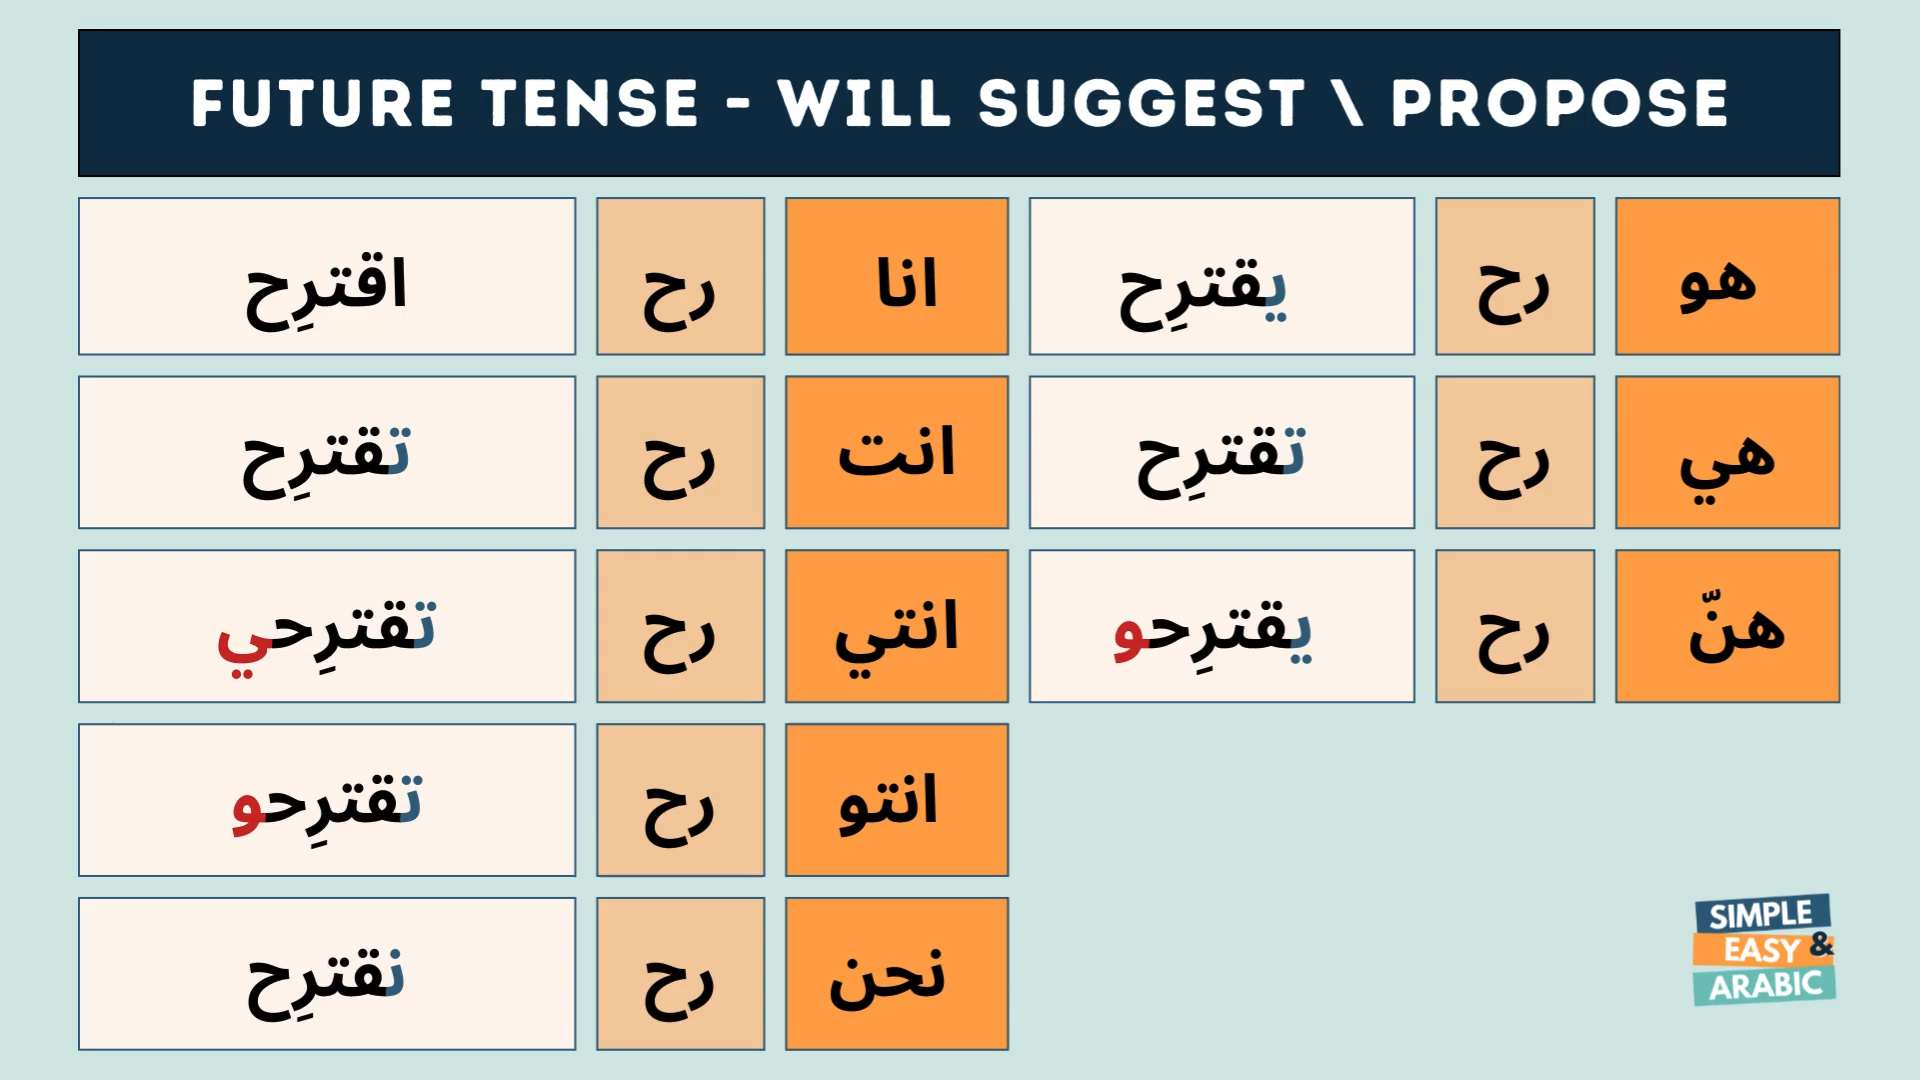 FUTURE TENSE - WILL SUGGEST \ PROPOSE
هو رح يقترِح
انا رح اقترِح
هي رح تقترِح
انت رح تقترِح
هنّ رح يقترِحو
انتي رح تقترِحي
انتو رح تقترِحو
نحن رح نقترِح
SIMPLE
EASY &
ARABIC